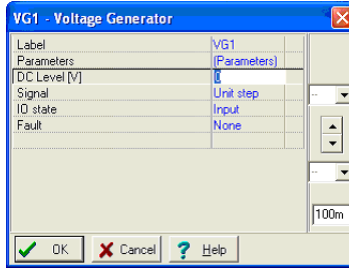 VG1 - Voltage Generator
Label VG1
Parameters (Parameters)
DC Level [V] 0
Signal Unit step
IO state Input
Fault None
--
--
100m
OK Cancel ? Help